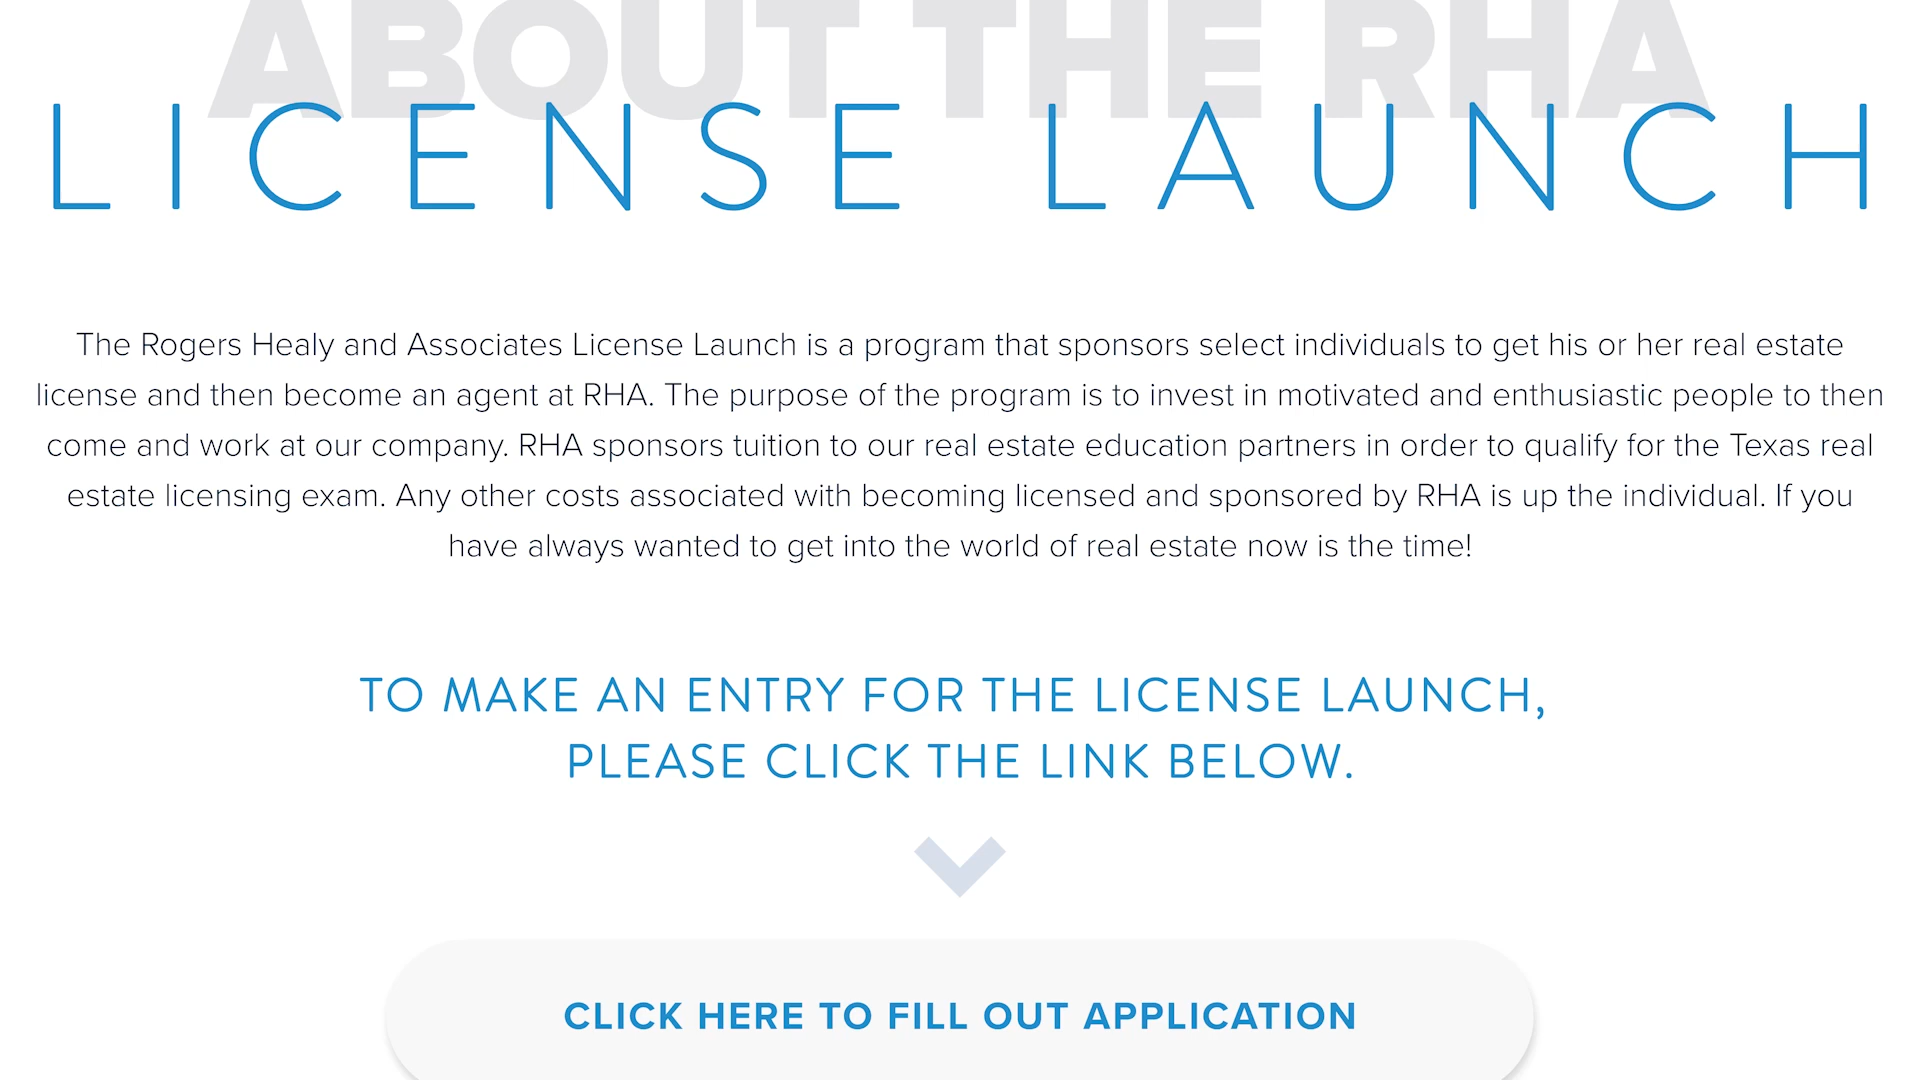 ABOUT THE RHA
LICENSE LAUNCH
The Rogers Healy and Associates License Launch is a program that sponsors select individuals to get his or her real estate
license and then become an agent at RHA. The purpose of the program is to invest in motivated and enthusiastic people to then
come and work at our company. RHA sponsors tuition to our real estate education partners in order to qualify for the Texas real
estate licensing exam. Any other costs associated with becoming licensed and sponsored by RHA is up the individual. If you
have always wanted to get into the world of real estate now is the time!
TO MAKE AN ENTRY FOR THE LICENSE LAUNCH,
PLEASE CLICK THE LINK BELOW.
CLICK HERE TO FILL OUT APPLICATION